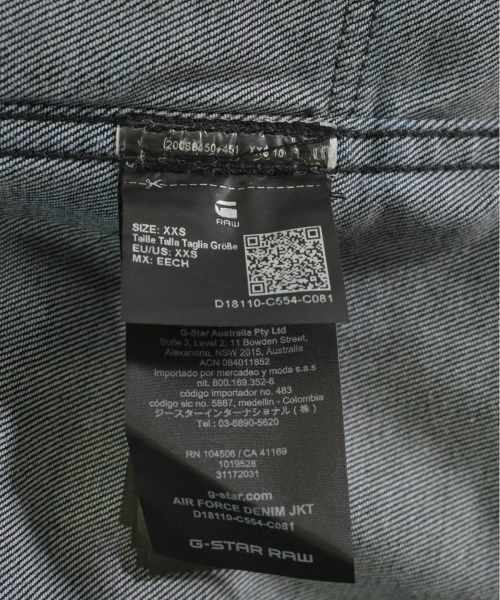 RAW
SIZE: XXS
Taille Talla Taglia Größe
EU/US: XXS
MX: EECH
D18110-C554-C081
G-Star Australia Pty Ltd
Suite 3, Level 2, 11 Bowden Street,
Alexandria, NSW 2015, Australia
ACN 084011852
importado por mercadeo y moda s.a.s
nit. 800.169.352-6
código importador no. 483
código sic no. 5887, medellin - Colombia
ジースターインターナショナル(株)
Tel : 03-6890-5620
RN 104506 / CA 41169
1019528
31172031
g-star.com
AIR FORCE DENIM JKT
D18110-C554-C081
G-STAR RAW